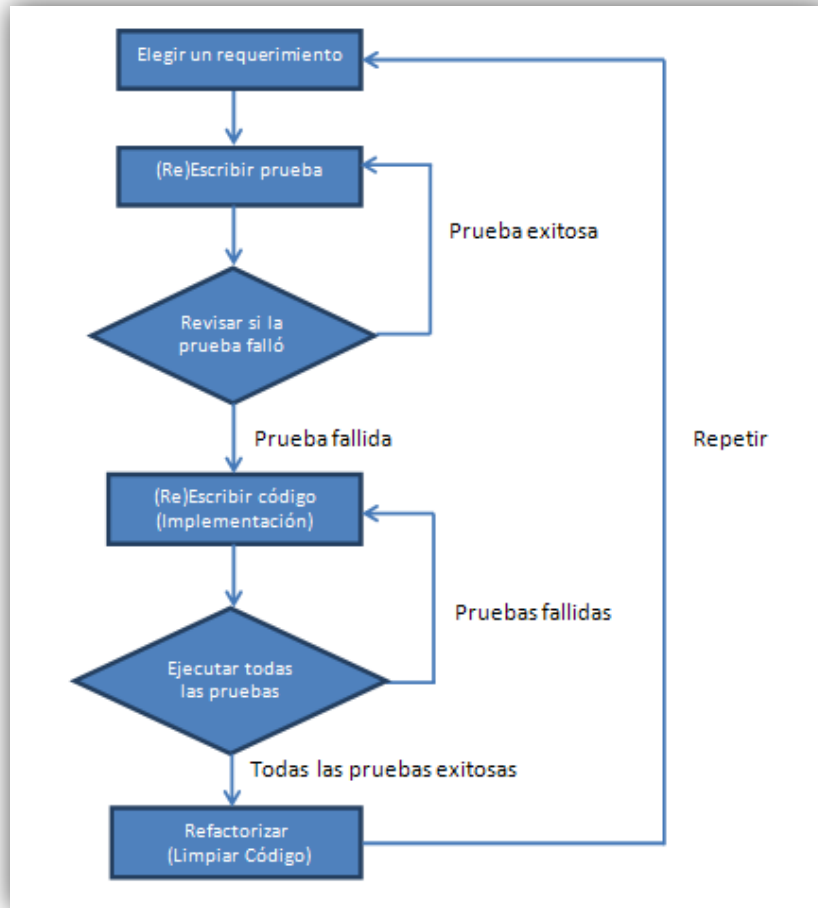 Elegir un requerimiento
(Re)Escribir prueba
Prueba exitosa
Revisar si la
prueba falló
Prueba fallida
Repetir
(Re)Escribir código
(Implementación)
Pruebas fallidas
Ejecutar todas
las pruebas
Todas las pruebas exitosas
Refactorizar
(Limpiar Código)